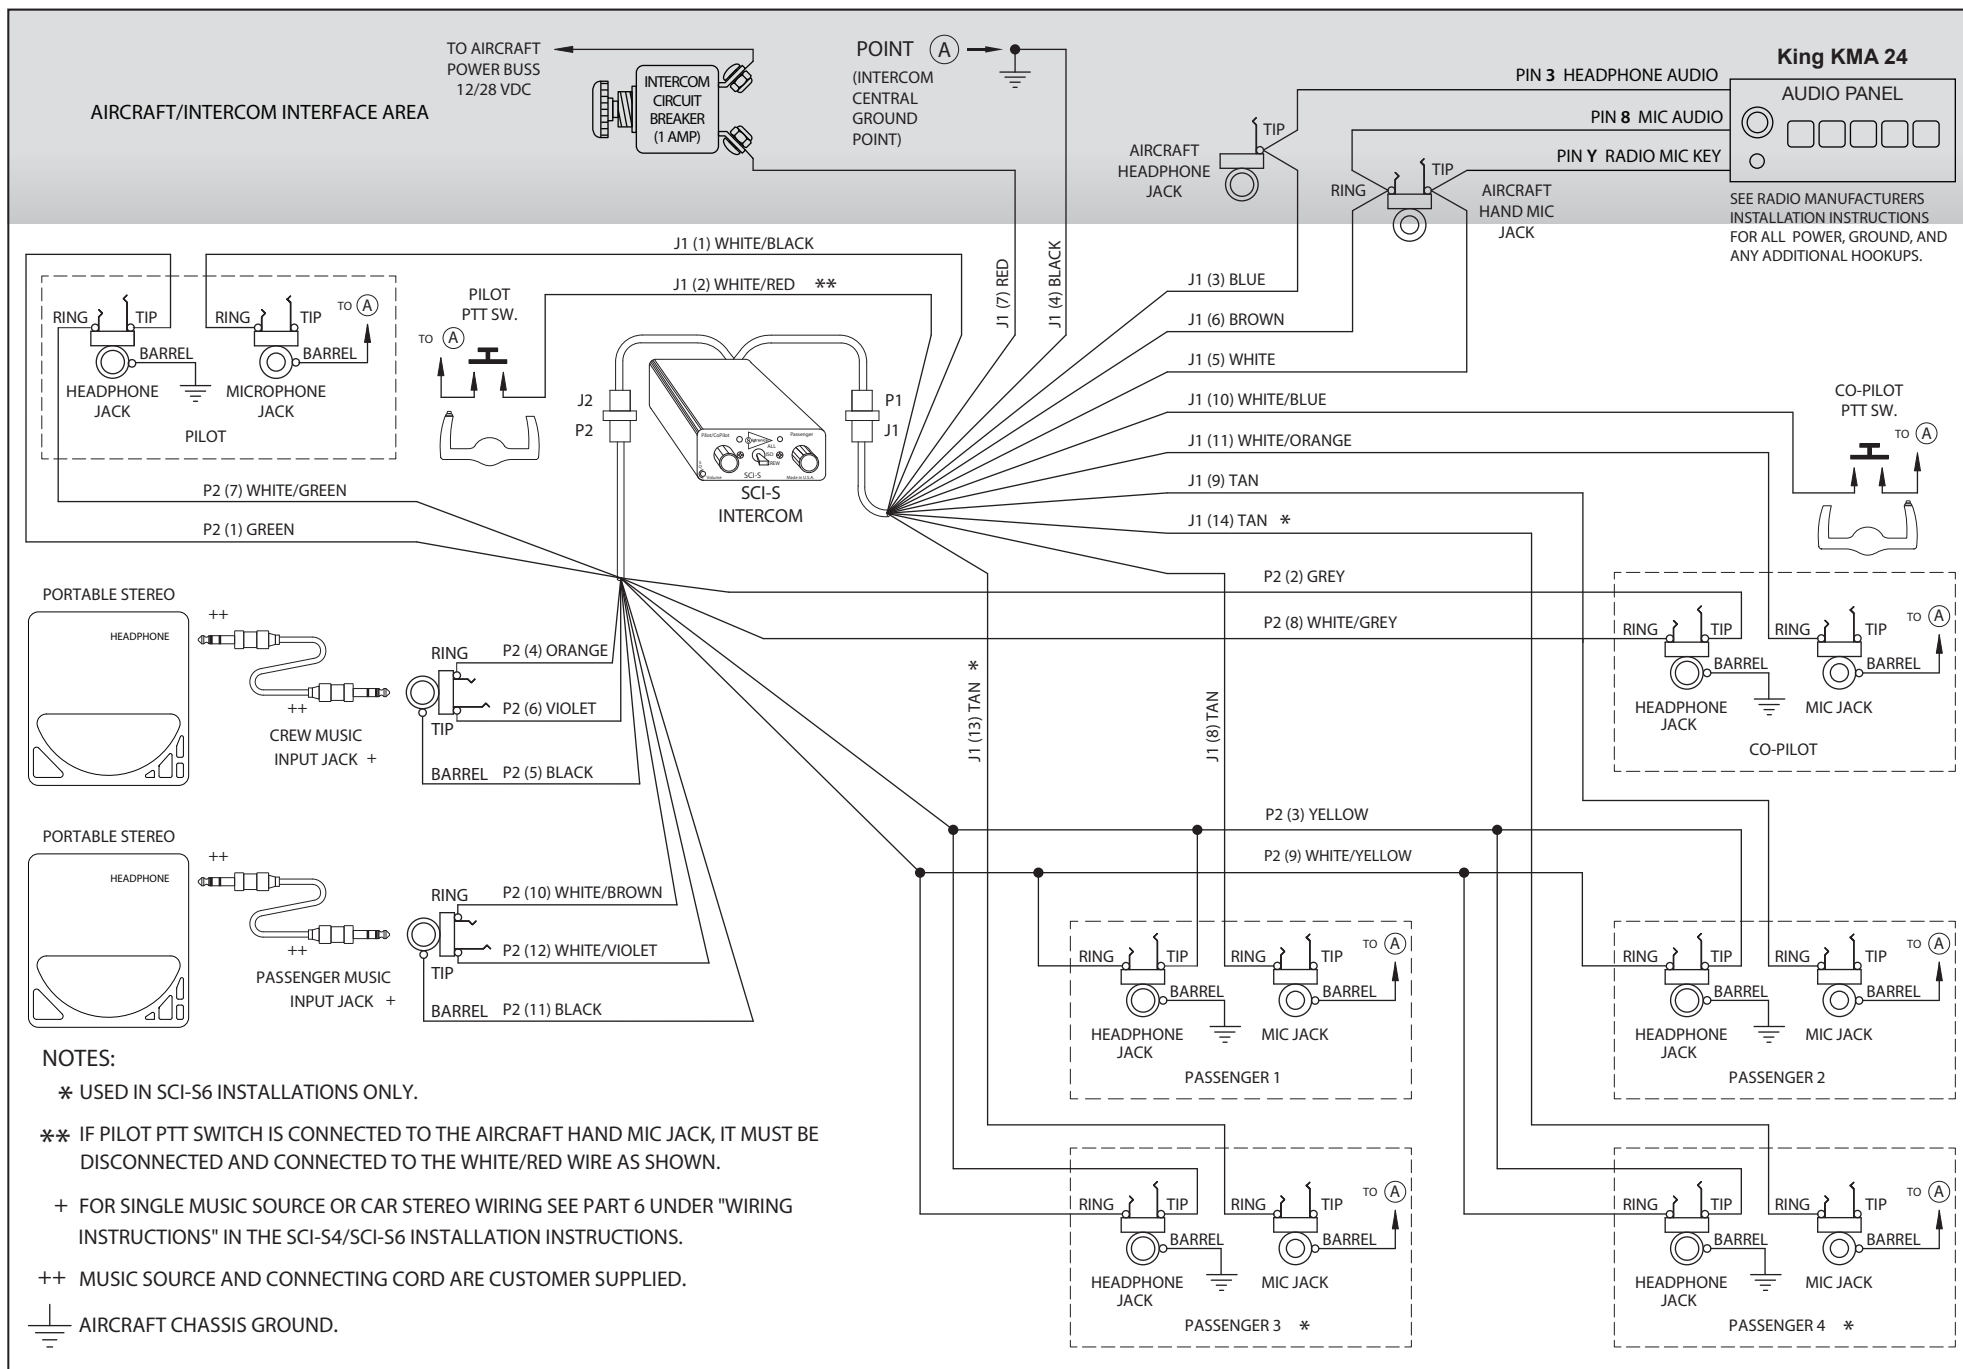 TO AIRCRAFT
POWER BUSS
12/28 VDC
INTERCOM
CIRCUIT
BREAKER
(1 AMP)
POINT A
(INTERCOM
CENTRAL
GROUND
POINT)
AIRCRAFT/INTERCOM INTERFACE AREA
King KMA 24
AUDIO PANEL
PIN 3 HEADPHONE AUDIO
PIN 8 MIC AUDIO
PIN Y RADIO MIC KEY
TIP
AIRCRAFT
HEADPHONE
JACK
RING
TIP
AIRCRAFT
HAND MIC
JACK
SEE RADIO MANUFACTURERS
INSTALLATION INSTRUCTIONS
FOR ALL POWER, GROUND, AND
ANY ADDITIONAL HOOKUPS.
J1 (1) WHITE/BLACK
J1 (2) WHITE/RED **
J1 (7) RED
J1 (4) BLACK
J1 (3) BLUE
J1 (6) BROWN
J1 (5) WHITE
J1 (10) WHITE/BLUE
J1 (11) WHITE/ORANGE
J1 (9) TAN
J1 (14) TAN *
RING
TIP
BARREL
HEADPHONE
JACK
RING
TIP
TO A
BARREL
MICROPHONE
JACK
PILOT
PILOT
PTT SW.
TO A
J2
P2
P1
J1
Pilot/CoPilot
Passenger
ALL
ISO
CREW
Volume
SCI-S
Made in U.S.A.
SCI-S
INTERCOM
CO-PILOT
PTT SW.
TO A
P2 (7) WHITE/GREEN
P2 (1) GREEN
P2 (2) GREY
P2 (8) WHITE/GREY
RING
TIP
BARREL
HEADPHONE
JACK
RING
TIP
TO A
BARREL
MIC JACK
CO-PILOT
PORTABLE STEREO
HEADPHONE
++
++
CREW MUSIC
INPUT JACK +
RING
P2 (4) ORANGE
P2 (6) VIOLET
TIP
BARREL
P2 (5) BLACK
J1 (13) TAN *
J1 (8) TAN
P2 (3) YELLOW
P2 (9) WHITE/YELLOW
PORTABLE STEREO
HEADPHONE
++
++
PASSENGER MUSIC
INPUT JACK +
RING
P2 (10) WHITE/BROWN
P2 (12) WHITE/VIOLET
TIP
BARREL
P2 (11) BLACK
RING
TIP
BARREL
HEADPHONE
JACK
RING
TIP
TO A
BARREL
MIC JACK
PASSENGER 1
RING
TIP
BARREL
HEADPHONE
JACK
RING
TIP
TO A
BARREL
MIC JACK
PASSENGER 2
RING
TIP
BARREL
HEADPHONE
JACK
RING
TIP
TO A
BARREL
MIC JACK
PASSENGER 3 *
RING
TIP
BARREL
HEADPHONE
JACK
RING
TIP
TO A
BARREL
MIC JACK
PASSENGER 4 *
NOTES:
* USED IN SCI-S6 INSTALLATIONS ONLY.
** IF PILOT PTT SWITCH IS CONNECTED TO THE AIRCRAFT HAND MIC JACK, IT MUST BE
DISCONNECTED AND CONNECTED TO THE WHITE/RED WIRE AS SHOWN.
+ FOR SINGLE MUSIC SOURCE OR CAR STEREO WIRING SEE PART 6 UNDER "WIRING
INSTRUCTIONS" IN THE SCI-S4/SCI-S6 INSTALLATION INSTRUCTIONS.
++ MUSIC SOURCE AND CONNECTING CORD ARE CUSTOMER SUPPLIED.
AIRCRAFT CHASSIS GROUND.